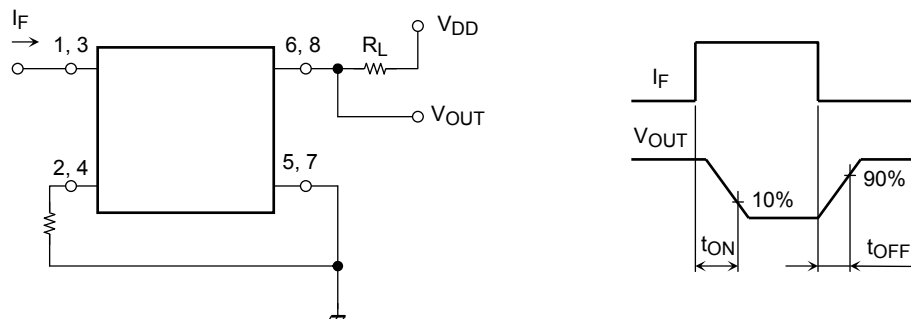 IF
1, 3
6, 8
RL
VDD
VOUT
2, 4
5, 7
IF
VOUT
10%
90%
tON
tOFF